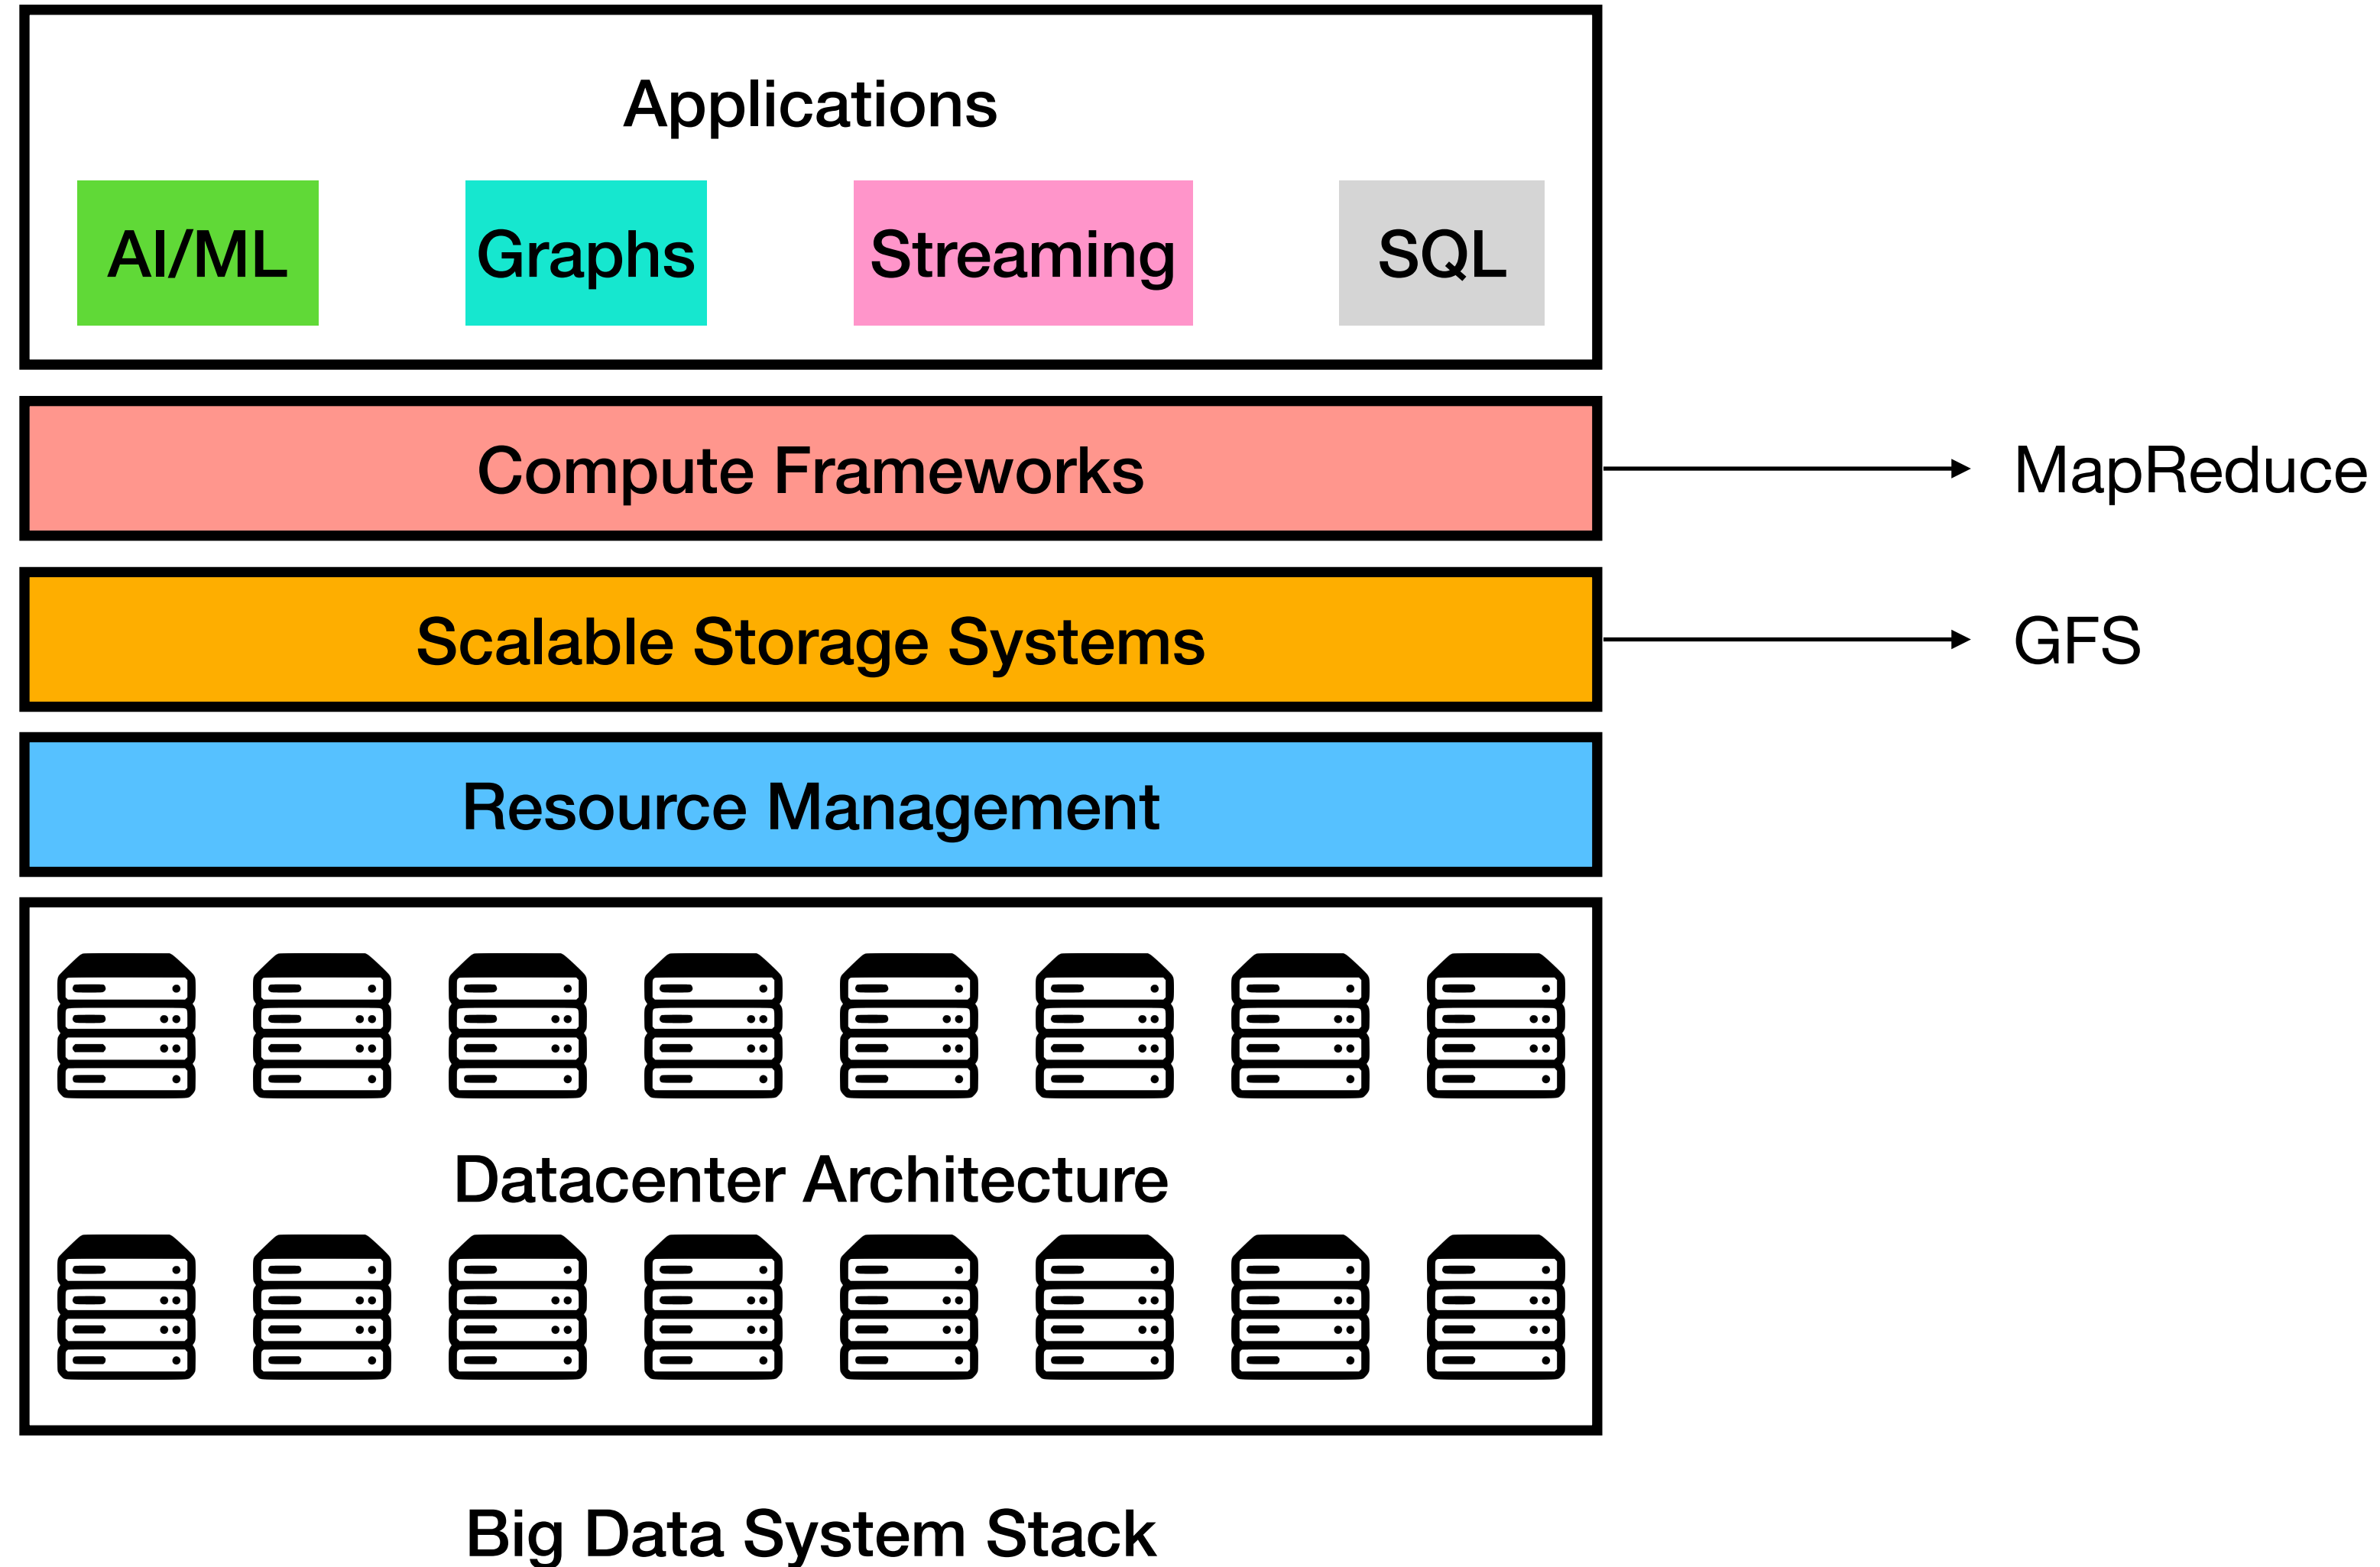 Applications
AI/ML
Graphs
Streaming
SQL
Compute Frameworks
MapReduce
Scalable Storage Systems
GFS
Resource Management
Datacenter Architecture
Big Data System Stack